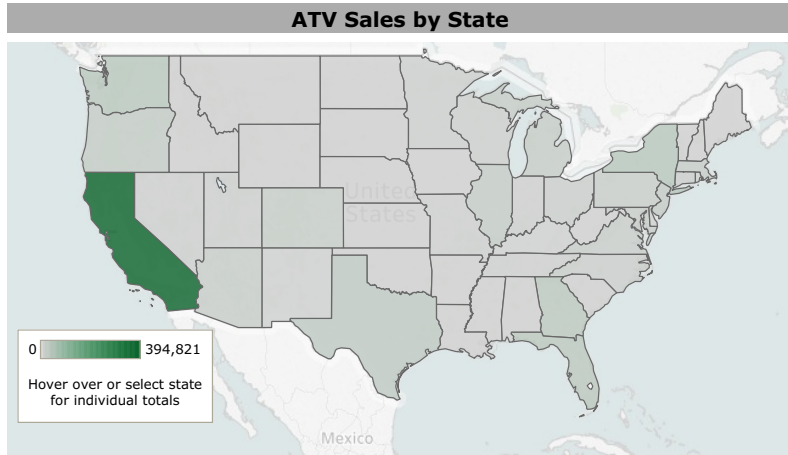 ATV Sales by State
United
States
0 394,821
Hover over or select state
for individual totals
Mexico